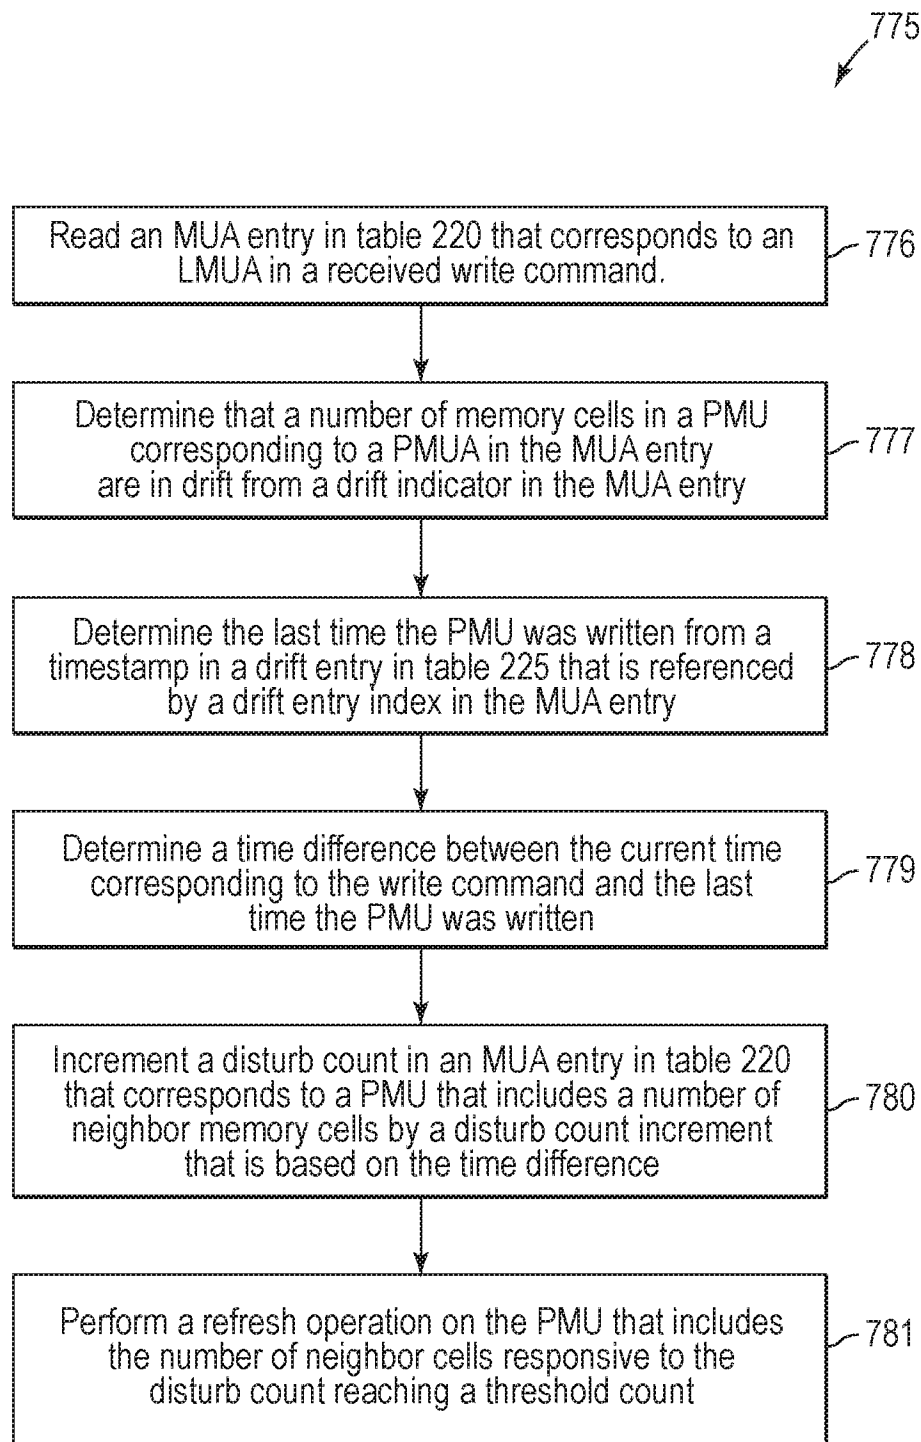 775
Read an MUA entry in table 220 that corresponds to an
LMUA in a received write command.
776
Determine that a number of memory cells in a PMU
corresponding to a PMUA in the MUA entry
are in drift from a drift indicator in the MUA entry
777
Determine the last time the PMU was written from a
timestamp in a drift entry in table 225 that is referenced
by a drift entry index in the MUA entry
778
Determine a time difference between the current time
corresponding to the write command and the last
time the PMU was written
779
Increment a disturb count in an MUA entry in table 220
that corresponds to a PMU that includes a number of
neighbor memory cells by a disturb count increment
that is based on the time difference
780
Perform a refresh operation on the PMU that includes
the number of neighbor cells responsive to the
disturb count reaching a threshold count
781